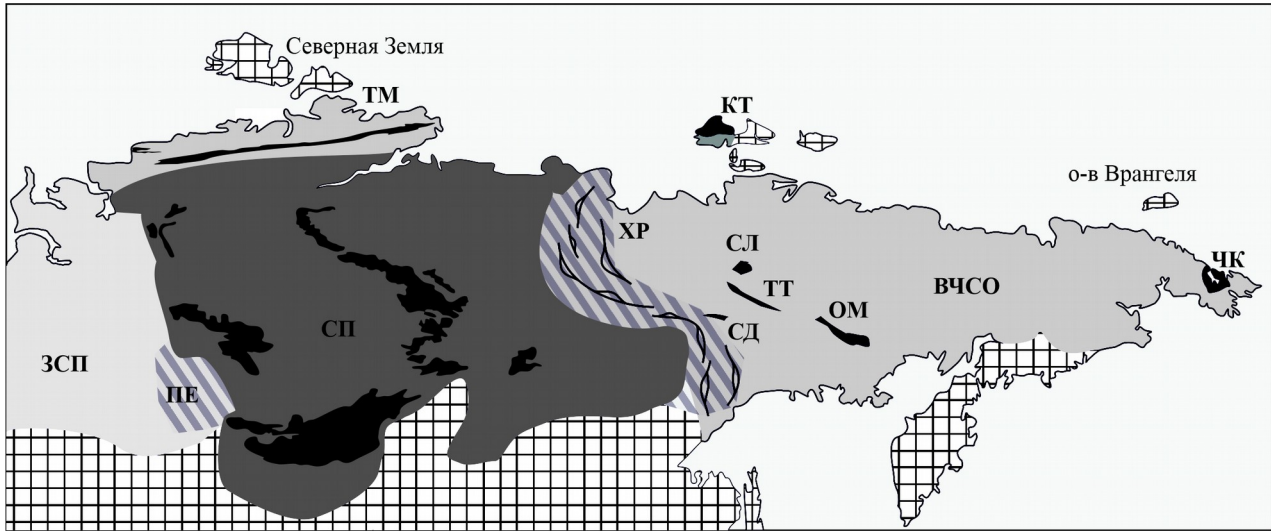 Северная Земля
ТМ
КТ
о-в Врангеля
ХР
СЛ
ЧК
ТТ
ВЧСО
ОМ
СП
СД
ЗСП
ПЕ